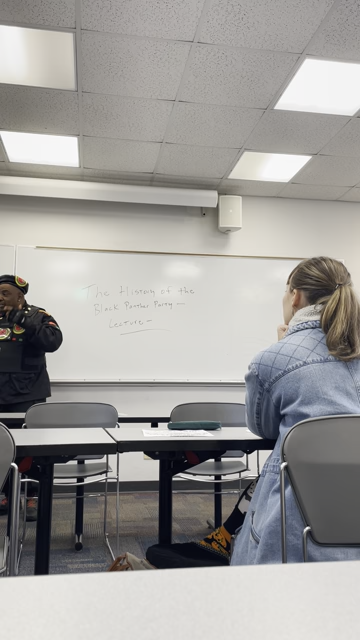 The History of the
Black Panther Party —
Lecture —